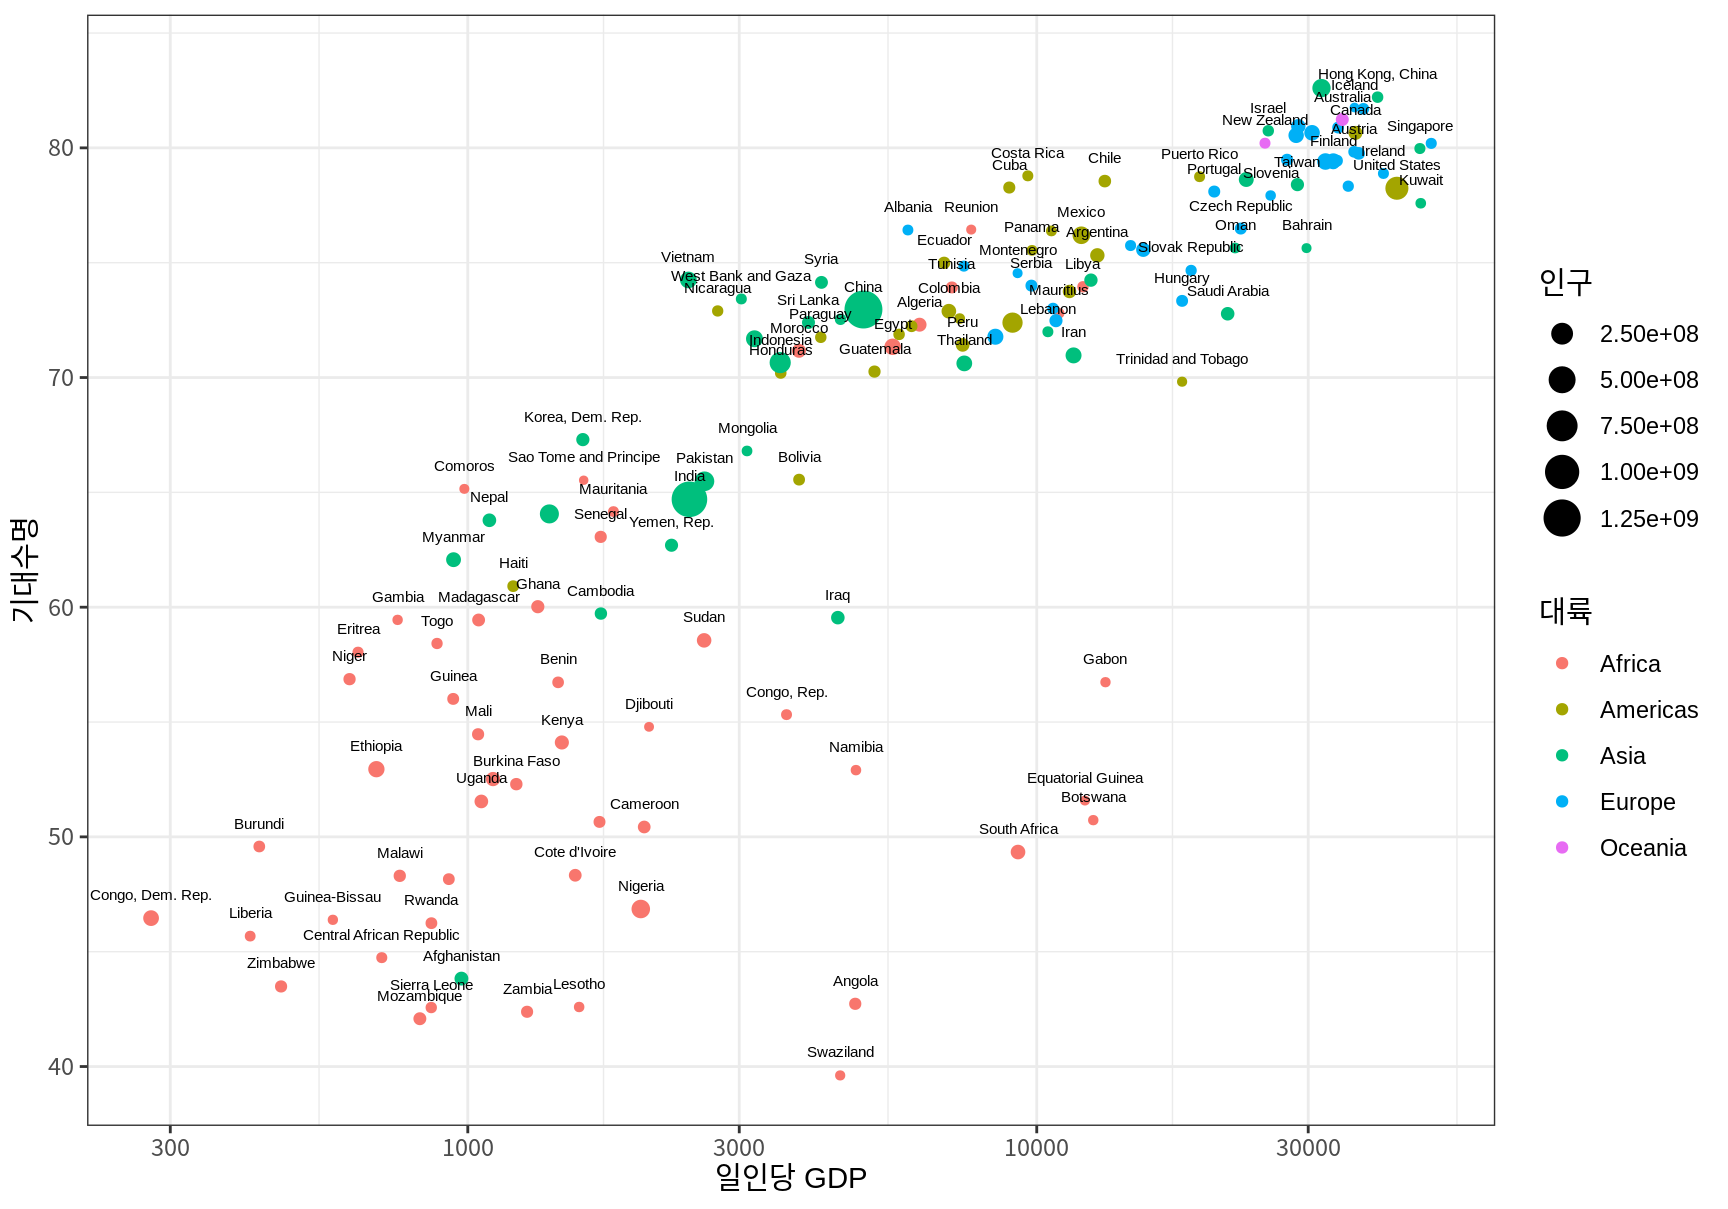 Hong Kong, China
Iceland
Australia
Canada
Israel
New Zealand
Austria
Singapore
Finland
Ireland
Costa Rica
Cuba
Chile
Puerto Rico
Taiwan
United States
Portugal
Slovenia
Kuwait
Albania
Reunion
Mexico
Czech Republic
Panama
Argentina
Oman
Bahrain
Ecuador
Montenegro
Slovak Republic
Vietnam
Syria
Tunisia
Serbia
Libya
West Bank and Gaza
Hungary
Nicaragua
China
Colombia
Mauritius
Saudi Arabia
Sri Lanka
Algeria
Paraguay
Lebanon
Morocco
Egypt
Peru
Iran
Indonesia
Thailand
Honduras
Guatemala
Trinidad and Tobago
Korea, Dem. Rep.
Mongolia
Sao Tome and Principe
Pakistan
Bolivia
Comoros
India
Mauritania
Nepal
Senegal
Yemen, Rep.
Myanmar
Haiti
Ghana
Cambodia
Iraq
Gambia
Madagascar
Togo
Sudan
Eritrea
Niger
Benin
Gabon
Guinea
Congo, Rep.
Djibouti
Mali
Kenya
Ethiopia
Namibia
Burkina Faso
Uganda
Equatorial Guinea
Botswana
Cameroon
Burundi
South Africa
Malawi
Cote d'Ivoire
Nigeria
Congo, Dem. Rep.
Guinea-Bissau
Rwanda
Liberia
Central African Republic
Afghanistan
Zimbabwe
Sierra Leone
Mozambique
Zambia
Lesotho
Angola
Swaziland
80
70
60
50
40
기대수명
300
1000
3000
10000
30000
일인당 GDP
인구
2.50e+08
5.00e+08
7.50e+08
1.00e+09
1.25e+09
대륙
Africa
Americas
Asia
Europe
Oceania